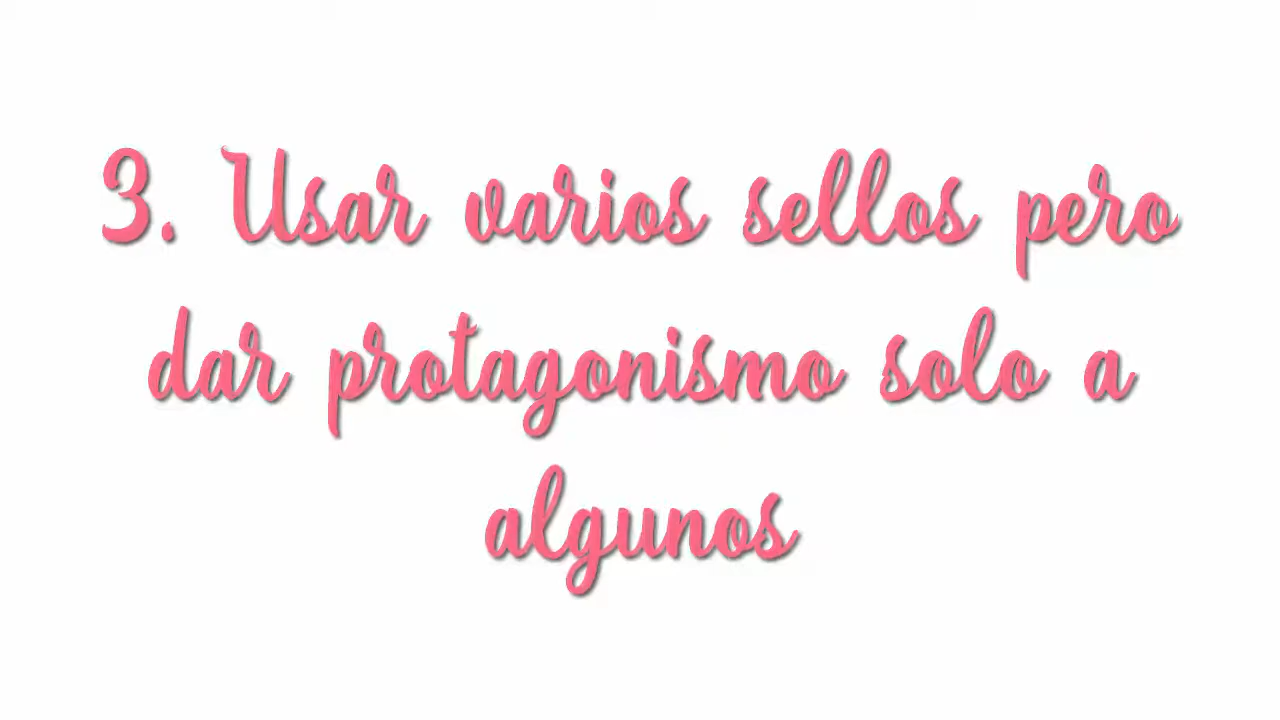 3. Usar varios sellos pero
dar protagonismo solo a
algunos